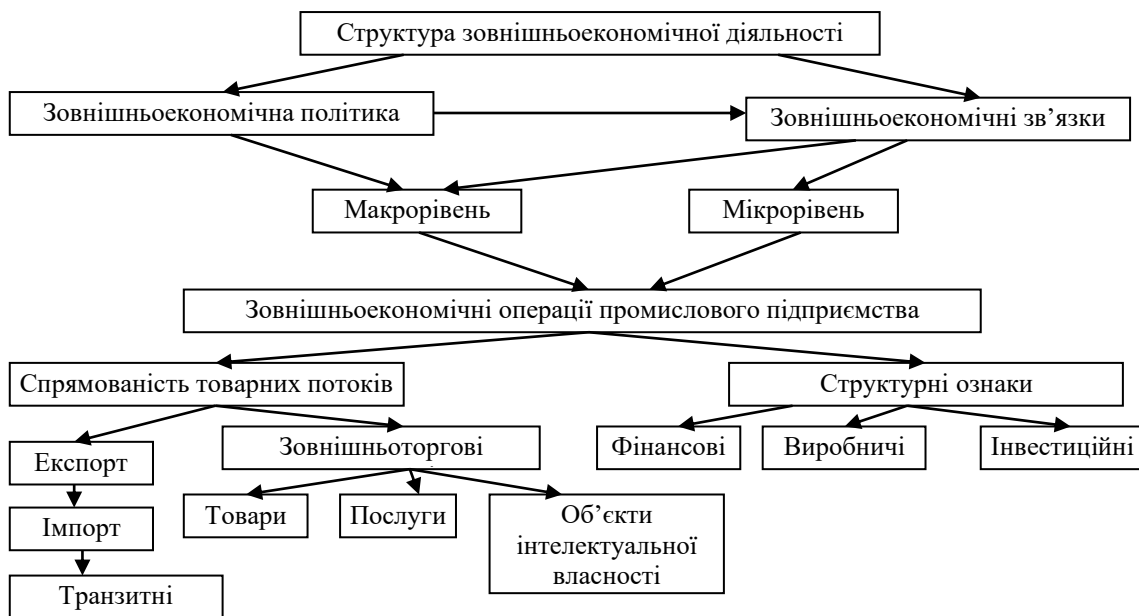 Структура зовнішньоекономічної діяльності
Зовнішньоекономічна політика
Зовнішньоекономічні зв’язки
Макрорівень
Мікрорівень
Зовнішньоекономічні операції промислового підприємства
Спрямованість товарних потоків
Структурні ознаки
Експорт
Зовнішньоторгові
Фінансові
Виробничі
Інвестиційні
Імпорт
Товари
Послуги
Об’єкти
інтелектуальної
власності
Транзитні